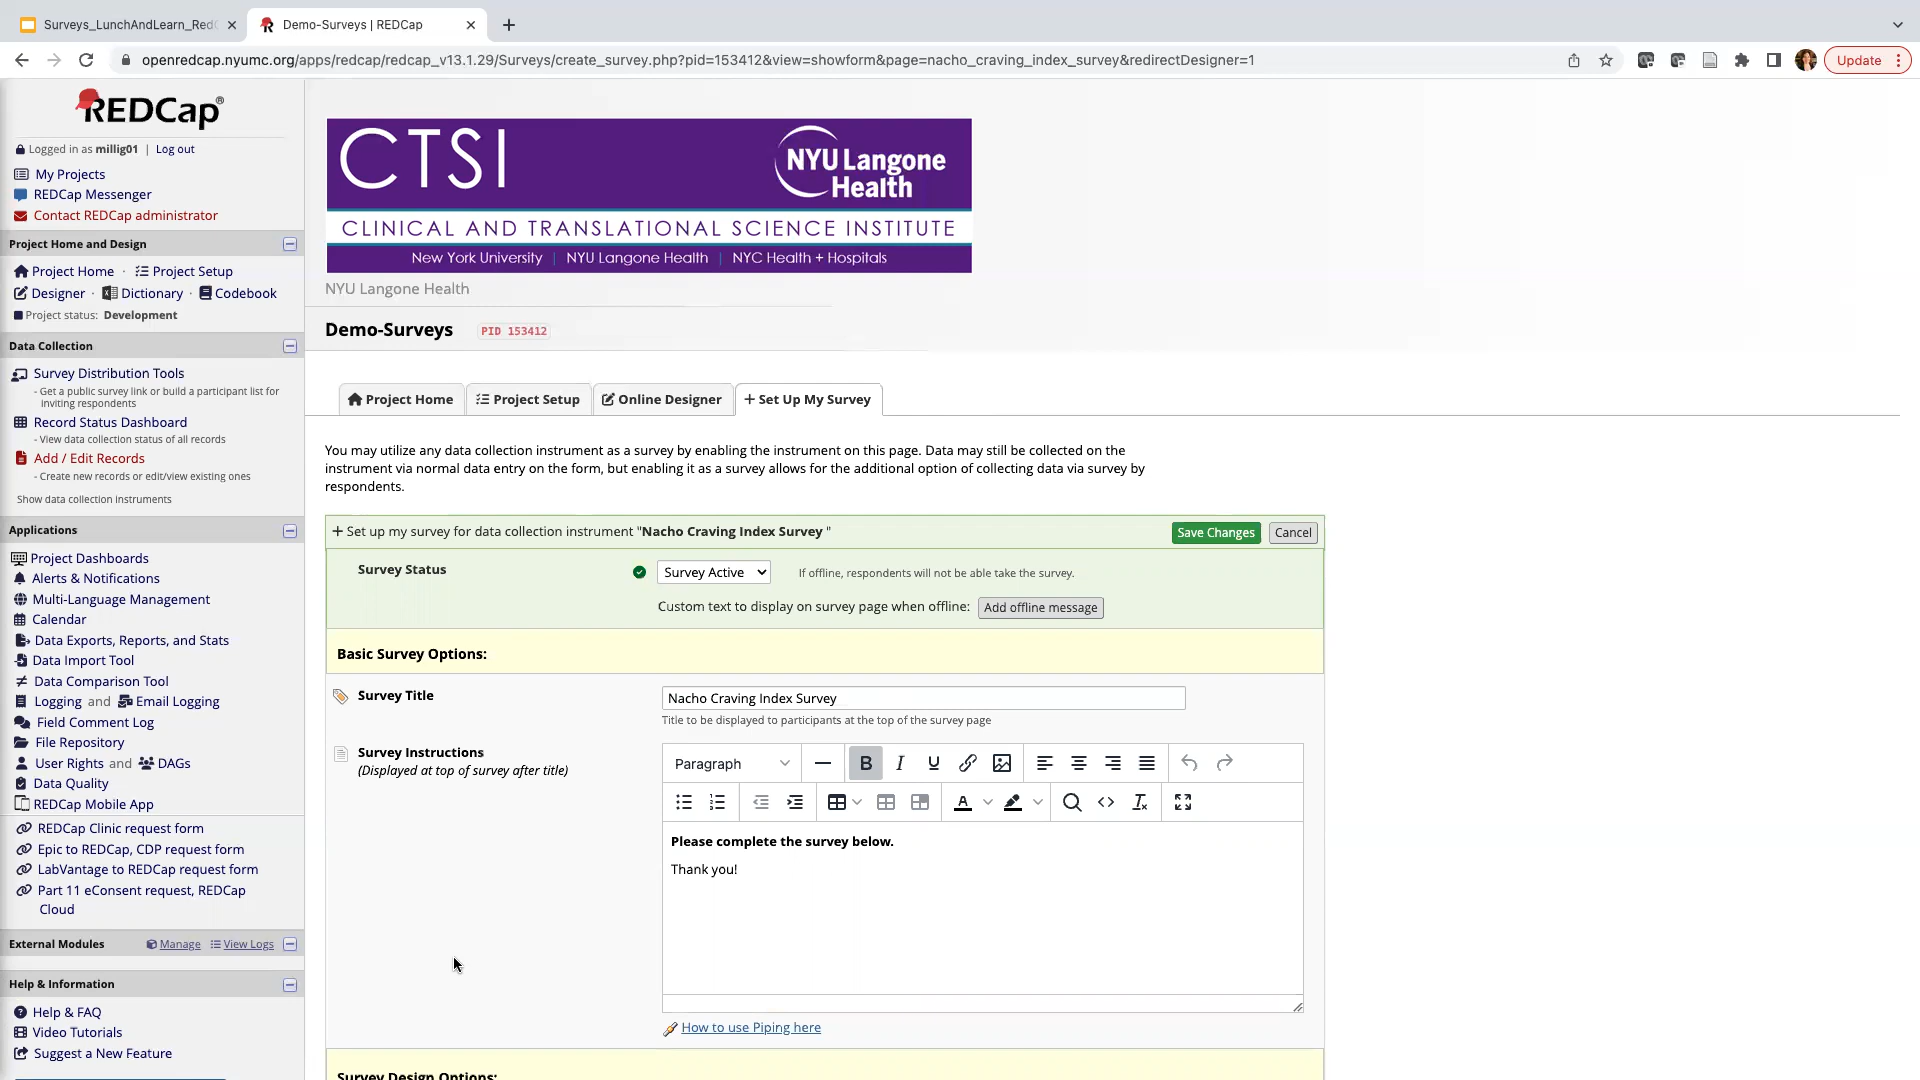 Surveys_LunchAndLearn_RedC
Demo-Surveys | REDCap
openredcap.nyumc.org/apps/redcap/redcap_v13.1.29/Surveys/create_survey.php?pid=153412&view=showform&page=nacho_craving_index_survey&redirectDesigner=1
Update
REDCap®
Logged in as millig01 | Log out
My Projects
REDCap Messenger
Contact REDCap administrator
Project Home and Design
Project Home · Project Setup
Designer · Dictionary · Codebook
Project status: Development
Data Collection
Survey Distribution Tools
- Get a public survey link or build a participant list for
inviting respondents
Record Status Dashboard
- View data collection status of all records
Add / Edit Records
- Create new records or edit/view existing ones
Show data collection instruments
Applications
Project Dashboards
Alerts & Notifications
Multi-Language Management
Calendar
Data Exports, Reports, and Stats
Data Import Tool
Data Comparison Tool
Logging and Email Logging
Field Comment Log
File Repository
User Rights and DAGs
Data Quality
REDCap Mobile App
REDCap Clinic request form
Epic to REDCap, CDP request form
LabVantage to REDCap request form
Part 11 eConsent request, REDCap
Cloud
External Modules Manage View Logs
Help & Information
Help & FAQ
Video Tutorials
Suggest a New Feature
CTSI
NYU Langone
Health
CLINICAL AND TRANSLATIONAL SCIENCE INSTITUTE
New York University | NYU Langone Health | NYC Health + Hospitals
NYU Langone Health
Demo-Surveys PID 153412
Project Home
Project Setup
Online Designer
+ Set Up My Survey
You may utilize any data collection instrument as a survey by enabling the instrument on this page. Data may still be collected on the
instrument via normal data entry on the form, but enabling it as a survey allows for the additional option of collecting data via survey by
respondents.
+ Set up my survey for data collection instrument "Nacho Craving Index Survey "
Save Changes
Cancel
Survey Status
Survey Active
If offline, respondents will not be able take the survey.
Custom text to display on survey page when offline: Add offline message
Basic Survey Options:
Survey Title
Nacho Craving Index Survey
Title to be displayed to participants at the top of the survey page
Survey Instructions
(Displayed at top of survey after title)
Paragraph
B I U
A
Please complete the survey below.
Thank you!
How to use Piping here
Survey Design Options: